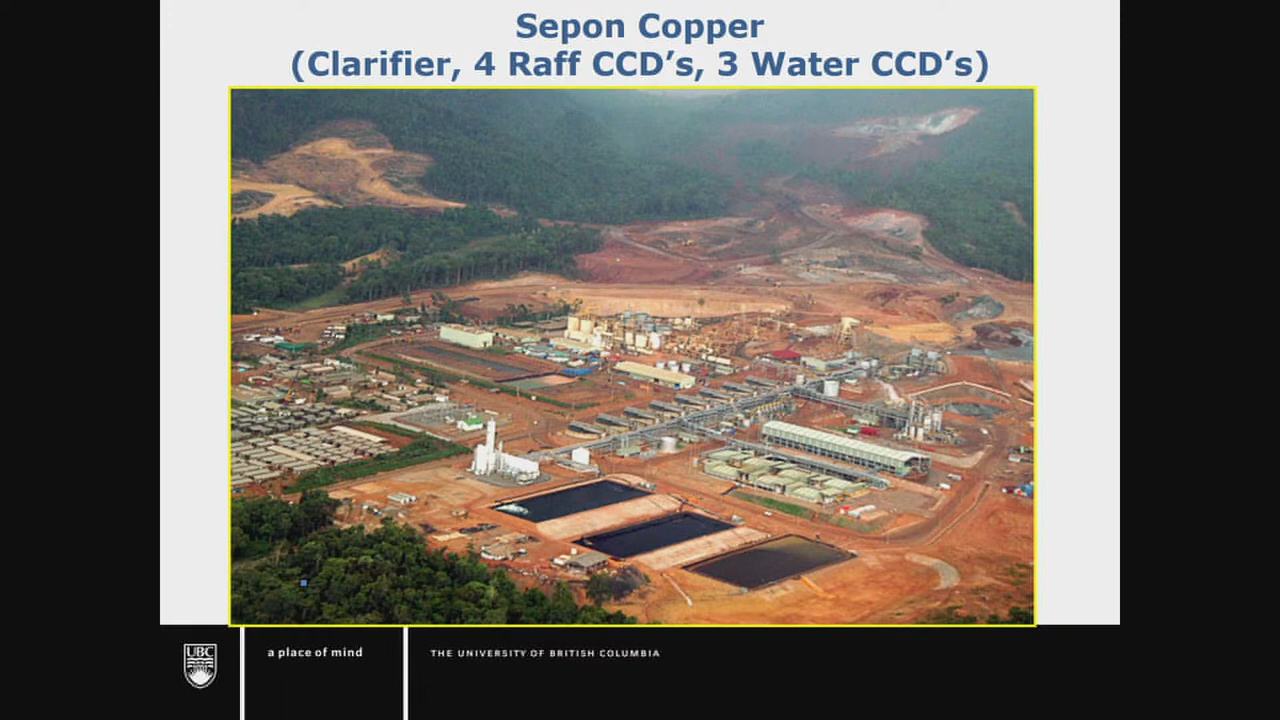 Sepon Copper
(Clarifier, 4 Raff CCD’s, 3 Water CCD’s)
UBC
a place of mind
THE UNIVERSITY OF BRITISH COLUMBIA